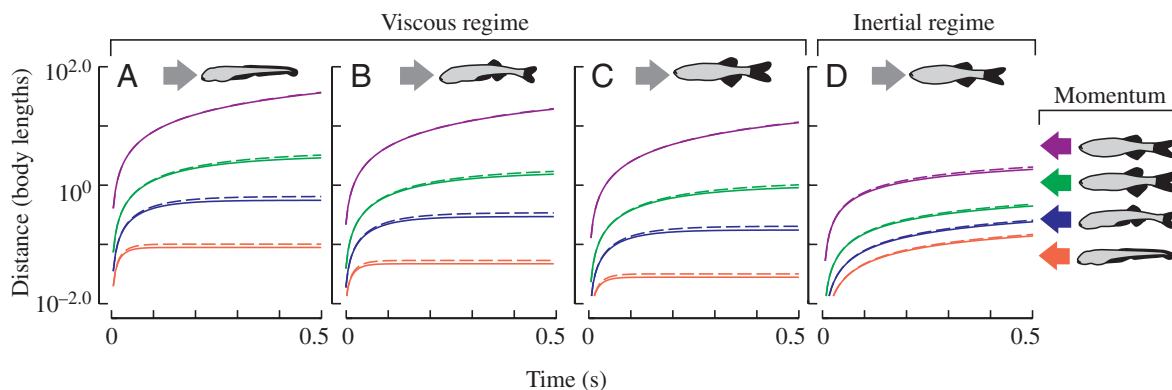 Viscous regime
Inertial regime
A
B
C
D
Momentum
Distance (body lengths)
10^2.0
10^0
10^−2.0
0
0.5
0
0.5
0
0.5
0
0.5
Time (s)